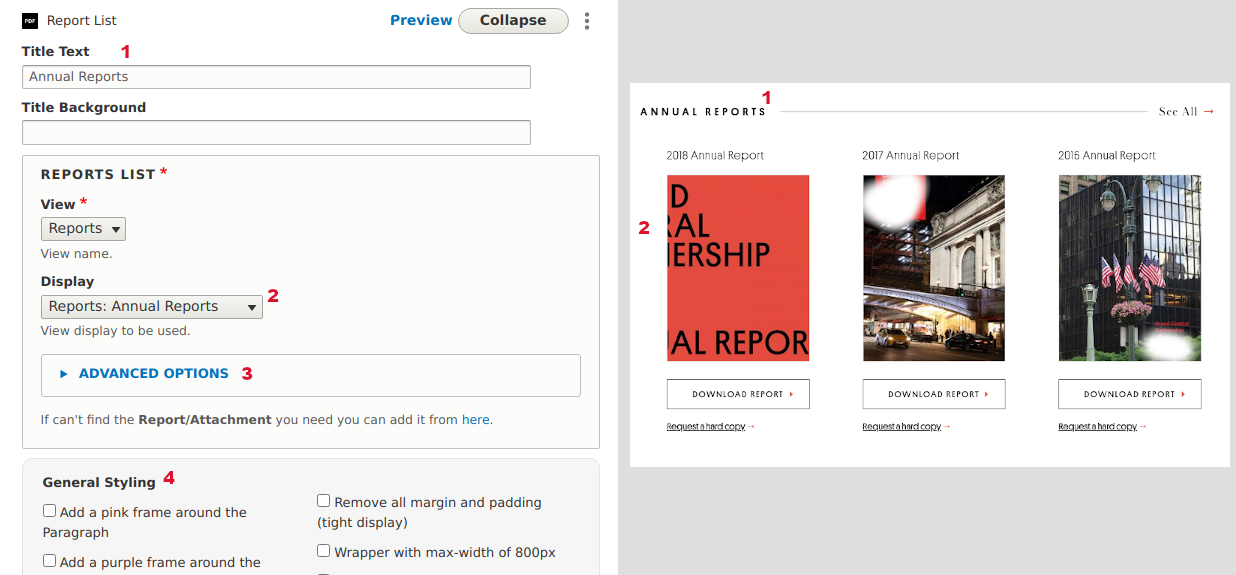 PDF Report List Preview Collapse
Title Text 1
Annual Reports
Title Background
REPORTS LIST *
View *
Reports
View name.
Display
Reports: Annual Reports 2
View display to be used.
ADVANCED OPTIONS 3
If can't find the Report/Attachment you need you can add it from here.
General Styling 4
Add a pink frame around the
Paragraph
Add a purple frame around the
Remove all margin and padding
(tight display)
Wrapper with max-width of 800px
1
ANNUAL REPORTS See All →
2018 Annual Report 2017 Annual Report 2016 Annual Report
2
D
RAL
NERSHIP
AL REPOR
DOWNLOAD REPORT DOWNLOAD REPORT DOWNLOAD REPORT
Request a hard copy → Request a hard copy → Request a hard copy →